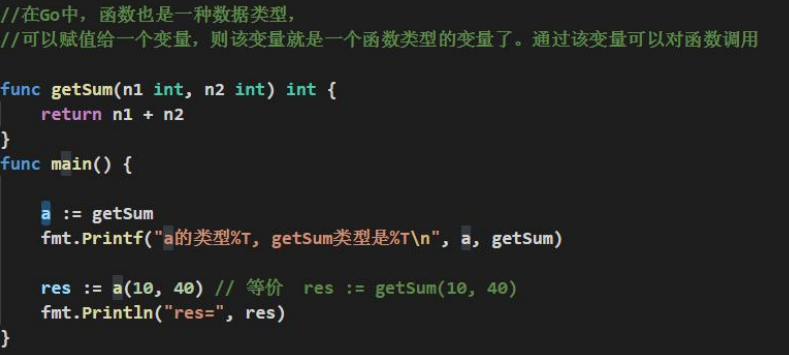 //在Go中，函数也是一种数据类型，
//可以赋值给一个变量，则该变量就是一个函数类型的变量了。通过该变量可以对函数调用
func getSum(n1 int, n2 int) int {
    return n1 + n2
}
func main() {
    a := getSum
    fmt.Printf("a的类型%T, getSum类型是%T\n", a, getSum)
    res := a(10, 40) // 等价  res := getSum(10, 40)
    fmt.Println("res=", res)
}